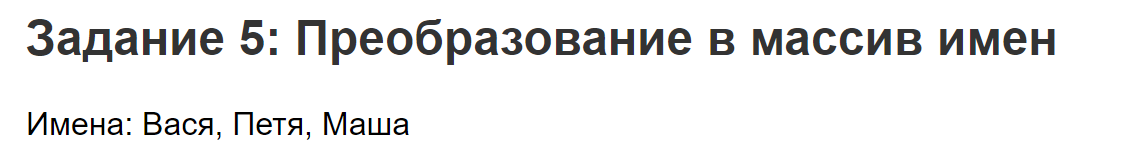 Задание 5: Преобразование в массив имен
Имена: Вася, Петя, Маша